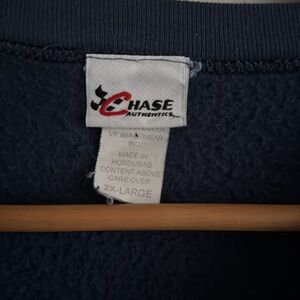 CHASE
AUTHENTICS
VF IMAGEWEAR
INC.
MADE IN
HONDURAS
CONTENT ABOVE
CARE OVER
2X-LARGE